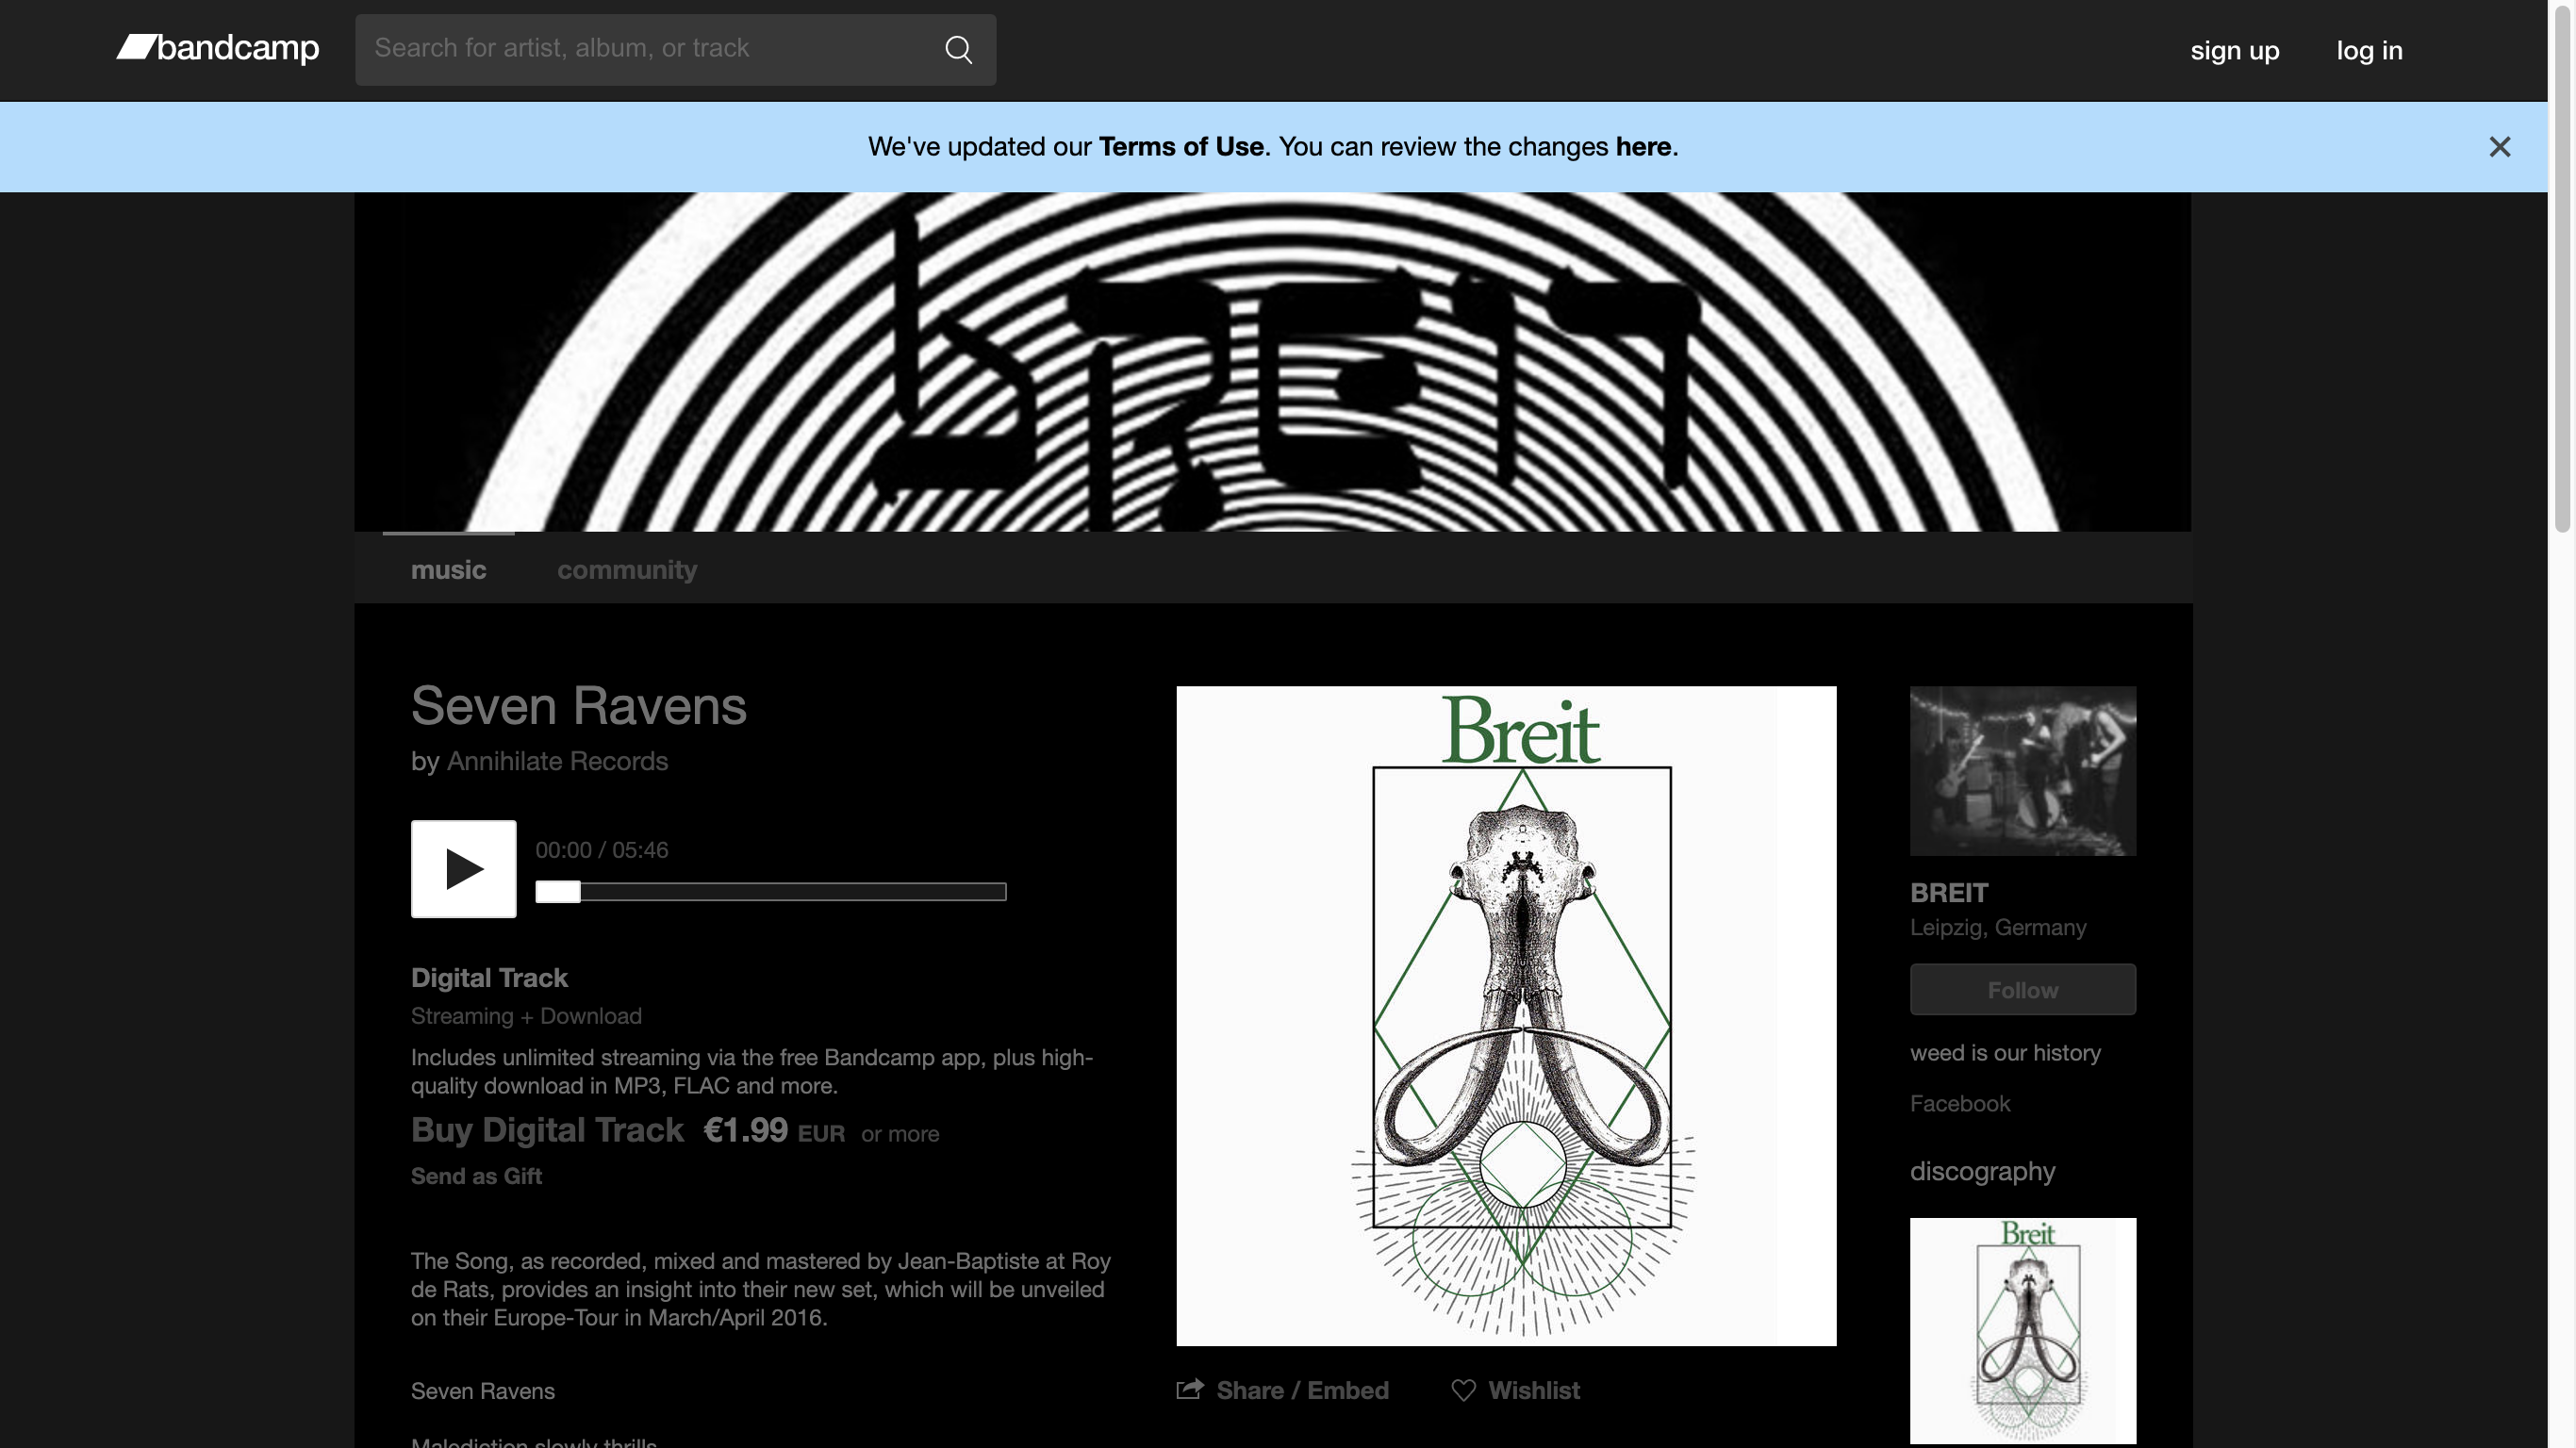 bandcamp
Search for artist, album, or track
sign up
log in
We've updated our Terms of Use. You can review the changes here.
BREIT
music
community
Seven Ravens
by Annihilate Records
00:00 / 05:46
Digital Track
Streaming + Download
Includes unlimited streaming via the free Bandcamp app, plus high-
quality download in MP3, FLAC and more.
Buy Digital Track €1.99 EUR or more
Send as Gift
The Song, as recorded, mixed and mastered by Jean-Baptiste at Roy
de Rats, provides an insight into their new set, which will be unveiled
on their Europe-Tour in March/April 2016.
Seven Ravens
Malediction slowly thrills
Breit
Share / Embed
Wishlist
BREIT
Leipzig, Germany
Follow
weed is our history
Facebook
discography
Breit